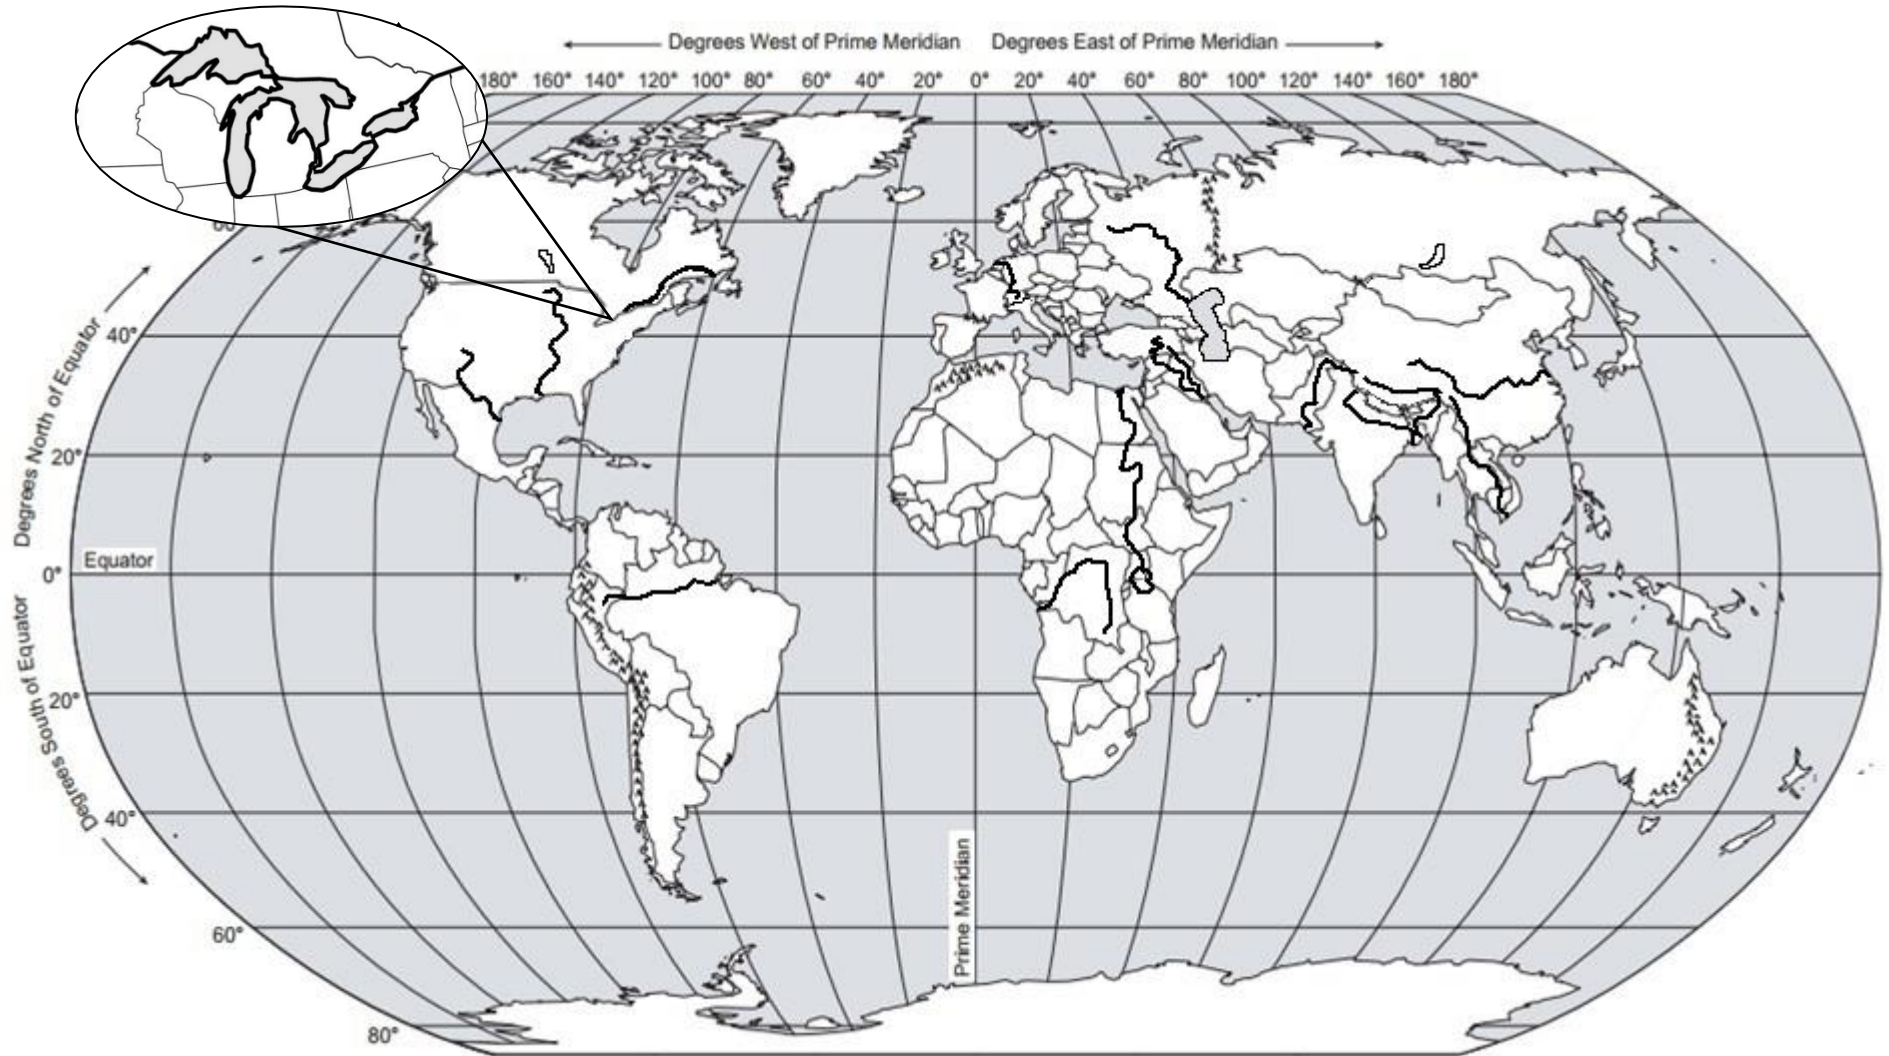 Degrees West of Prime Meridian Degrees East of Prime Meridian
180° 160° 140° 120° 100° 80° 60° 40° 20° 0° 20° 40° 60° 80° 100° 120° 140° 160° 180°
40°
20°
Equator
0°
20°
40°
60°
80°
Degrees North of Equator
Degrees South of Equator
Prime Meridian